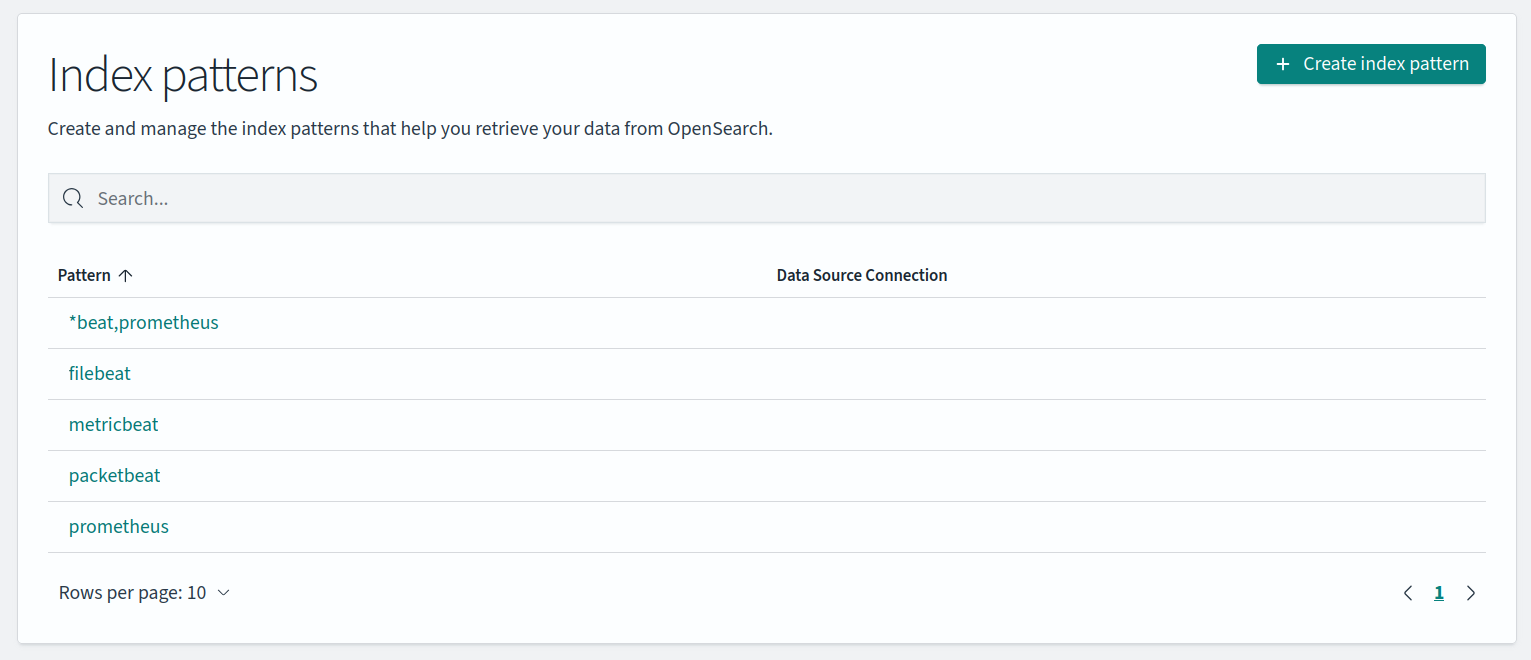 Index patterns
Create index pattern
Create and manage the index patterns that help you retrieve your data from OpenSearch.
Search...
Pattern
Data Source Connection
*beat,prometheus
filebeat
metricbeat
packetbeat
prometheus
Rows per page: 10
1